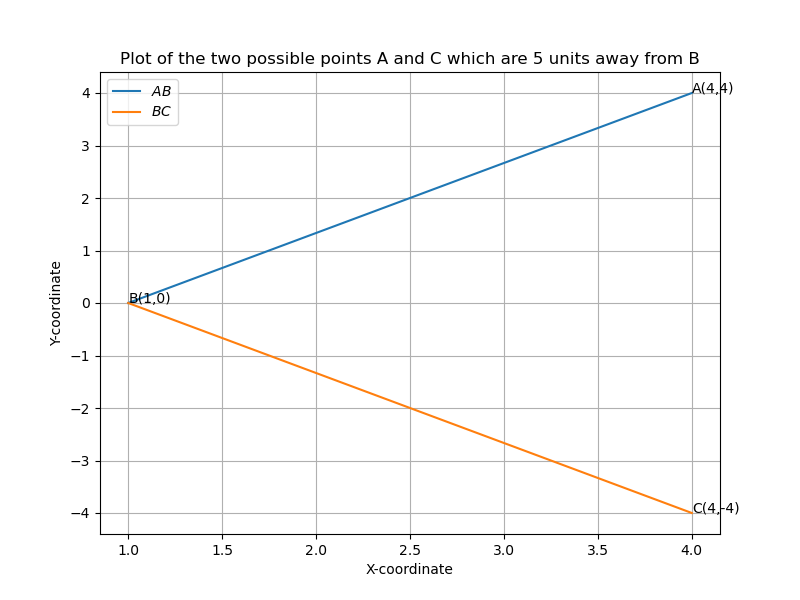 Plot of the two possible points A and C which are 5 units away from B
AB
BC
A(4,4)
B(1,0)
C(4,-4)
4
3
2
1
0
−1
−2
−3
−4
Y-coordinate
1.0 1.5 2.0 2.5 3.0 3.5 4.0
X-coordinate